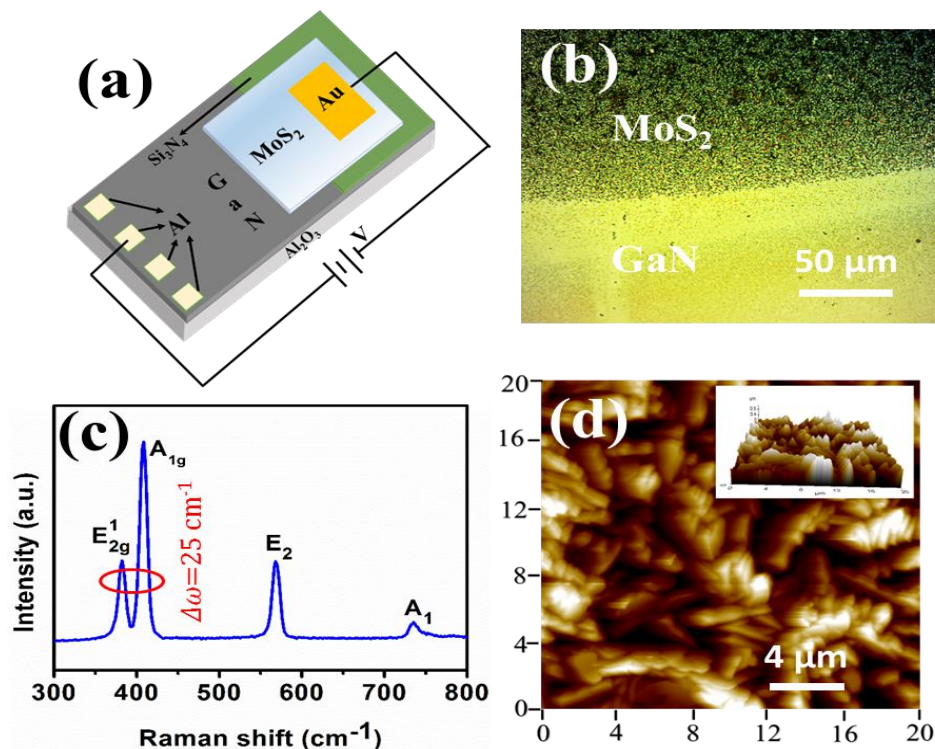 (a)
Si₃N₄
MoS₂
Au
G
a
N
Al
Al₂O₃
V
(b)
MoS₂
GaN
50 µm
(c)
Intensity (a.u.)
E¹₂g
A₁g
Δω=25 cm⁻¹
E₂
A₁
300 400 500 600 700 800
Raman shift (cm⁻¹)
(d)
20
16
12
8
4
0
4 µm
0 4 8 12 16 20